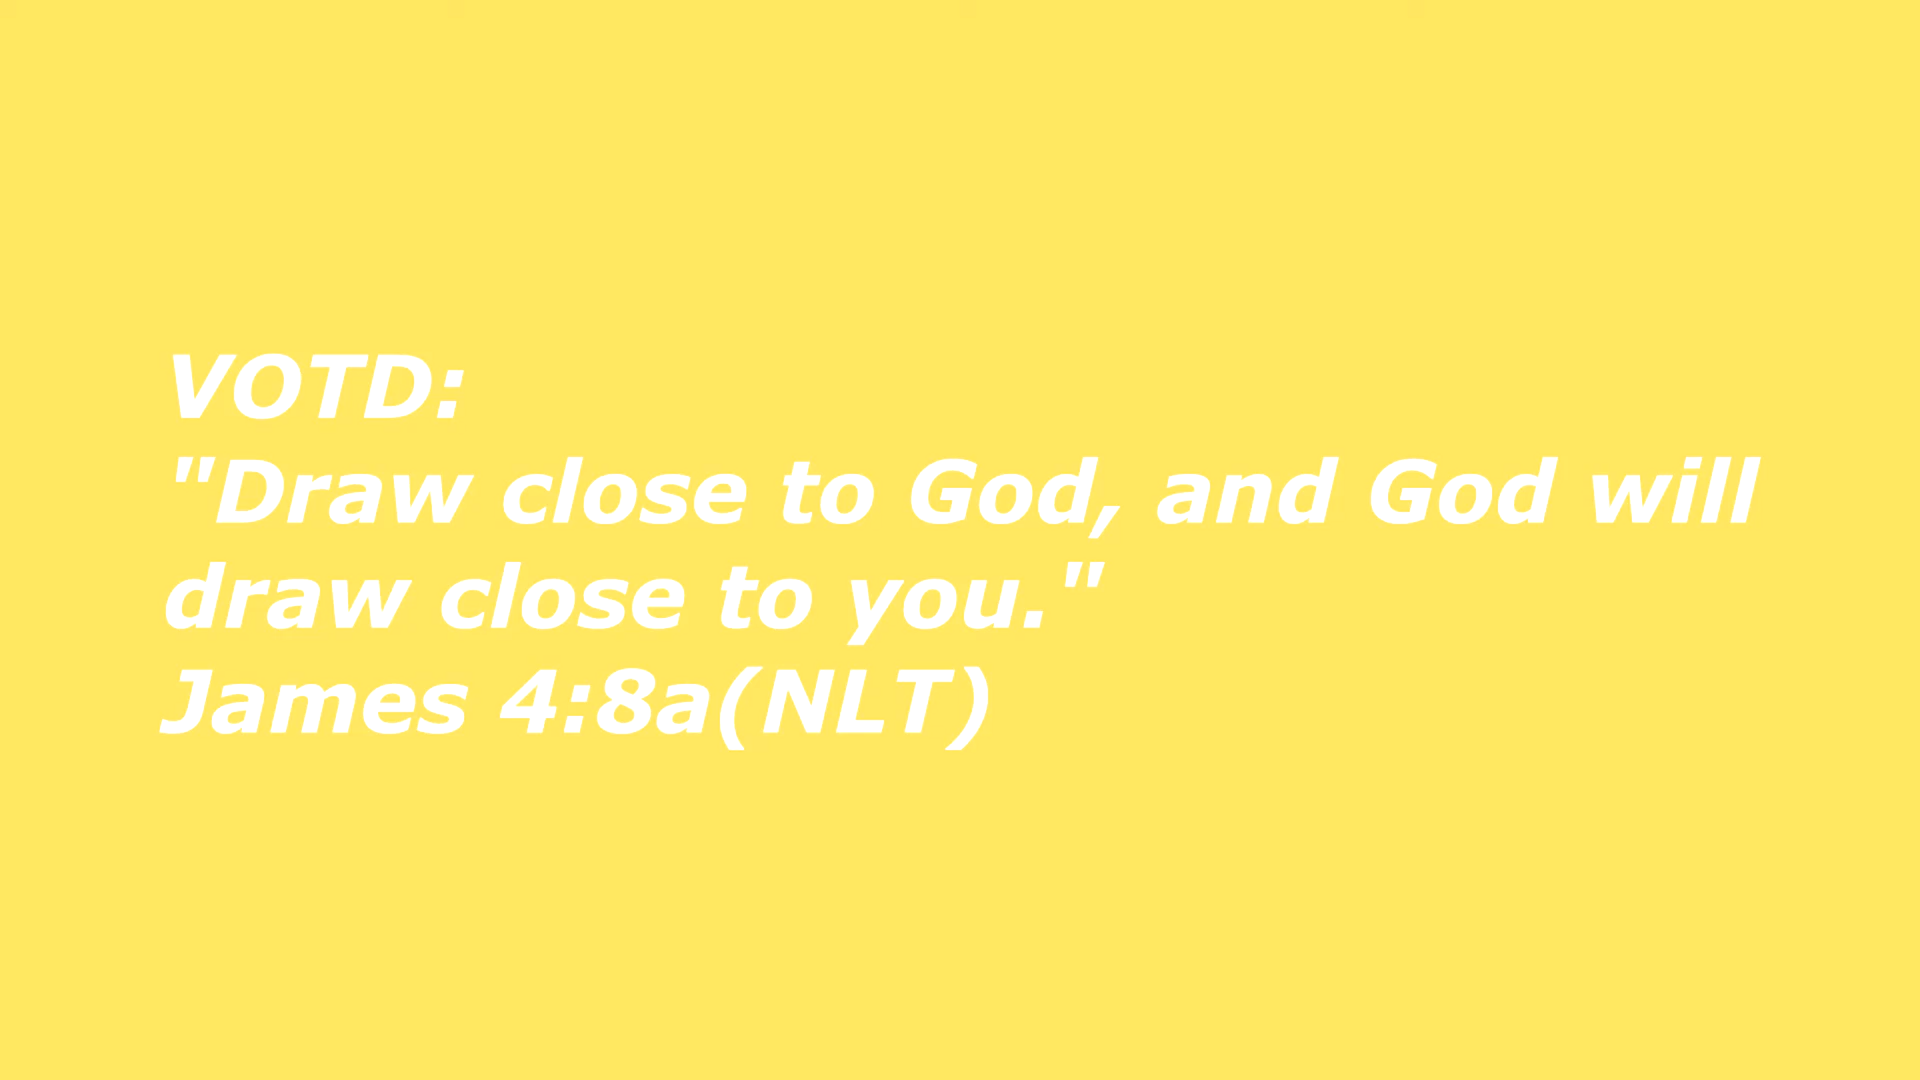 VOTD:
"Draw close to God, and God will
draw close to you."
James 4:8a(NLT)